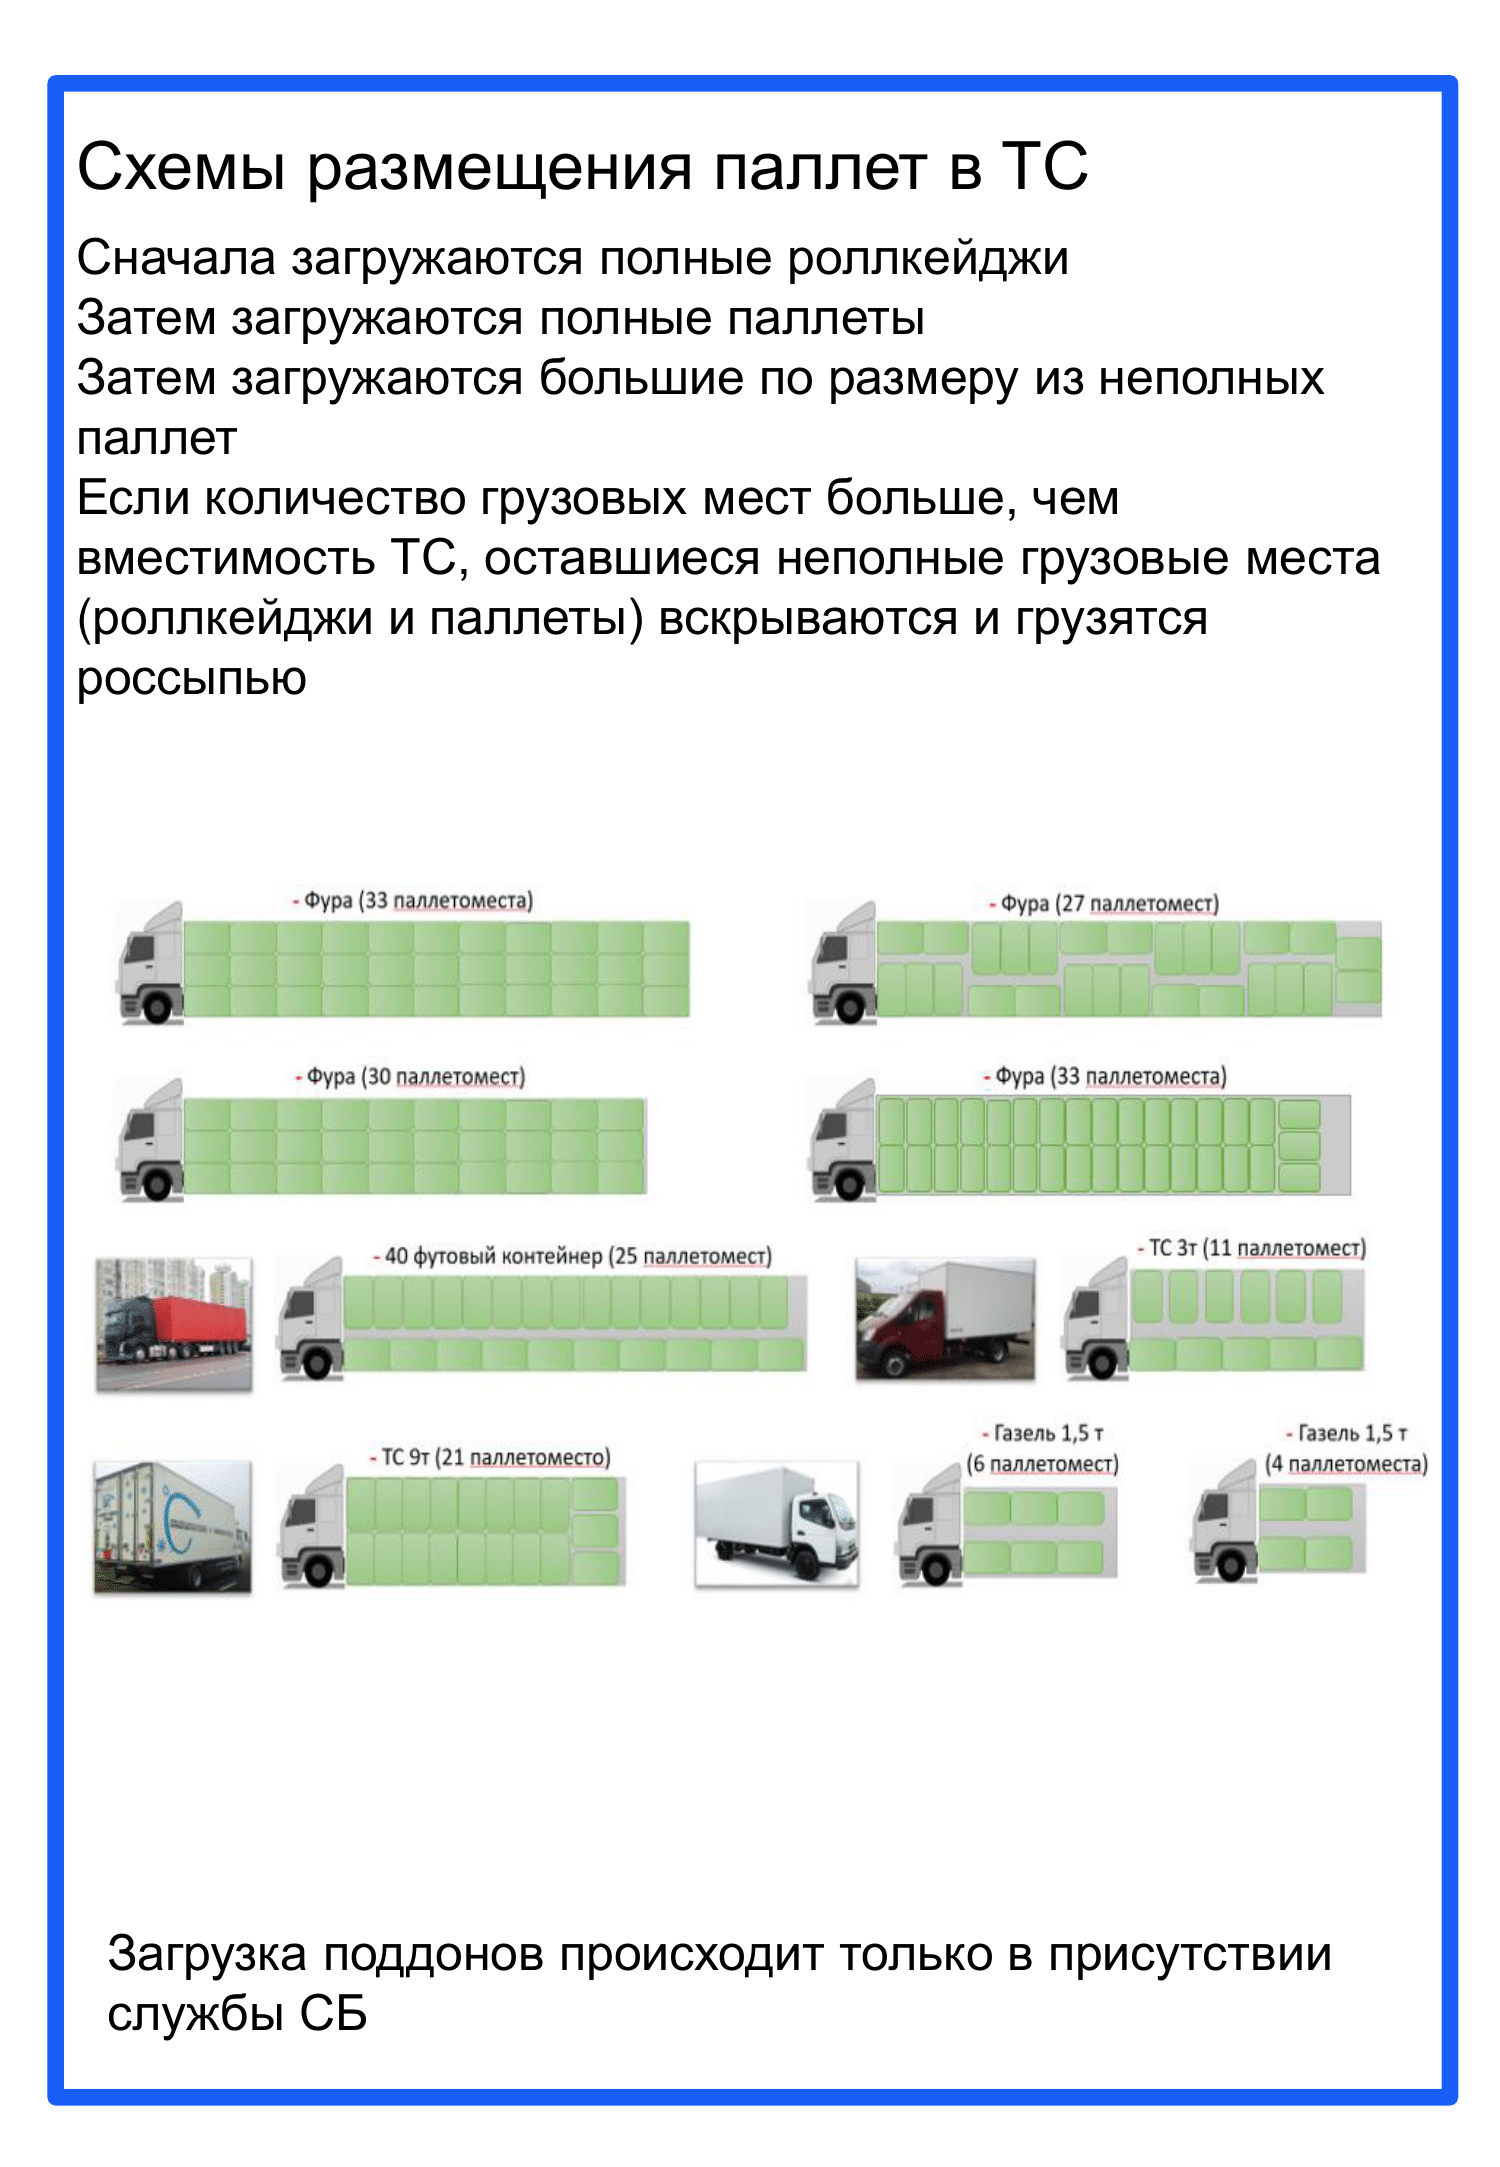 Схемы размещения паллет в ТС
Сначала загружаются полные роллкейджи
Затем загружаются полные паллеты
Затем загружаются большие по размеру из неполных
паллет
Если количество грузовых мест больше, чем
вместимость ТС, оставшиеся неполные грузовые места
(роллкейджи и паллеты) вскрываются и грузятся
россыпью
- Фура (33 паллетоместа)
- Фура (27 паллетомест)
- Фура (30 паллетомест)
- Фура (33 паллетоместа)
- 40 футовый контейнер (25 паллетомест)
- ТС 3т (11 паллетомест)
- ТС 9т (21 паллетоместо)
- Газель 1,5 т
(6 паллетомест)
- Газель 1,5 т
(4 паллетоместа)
Загрузка поддонов происходит только в присутствии
службы СБ